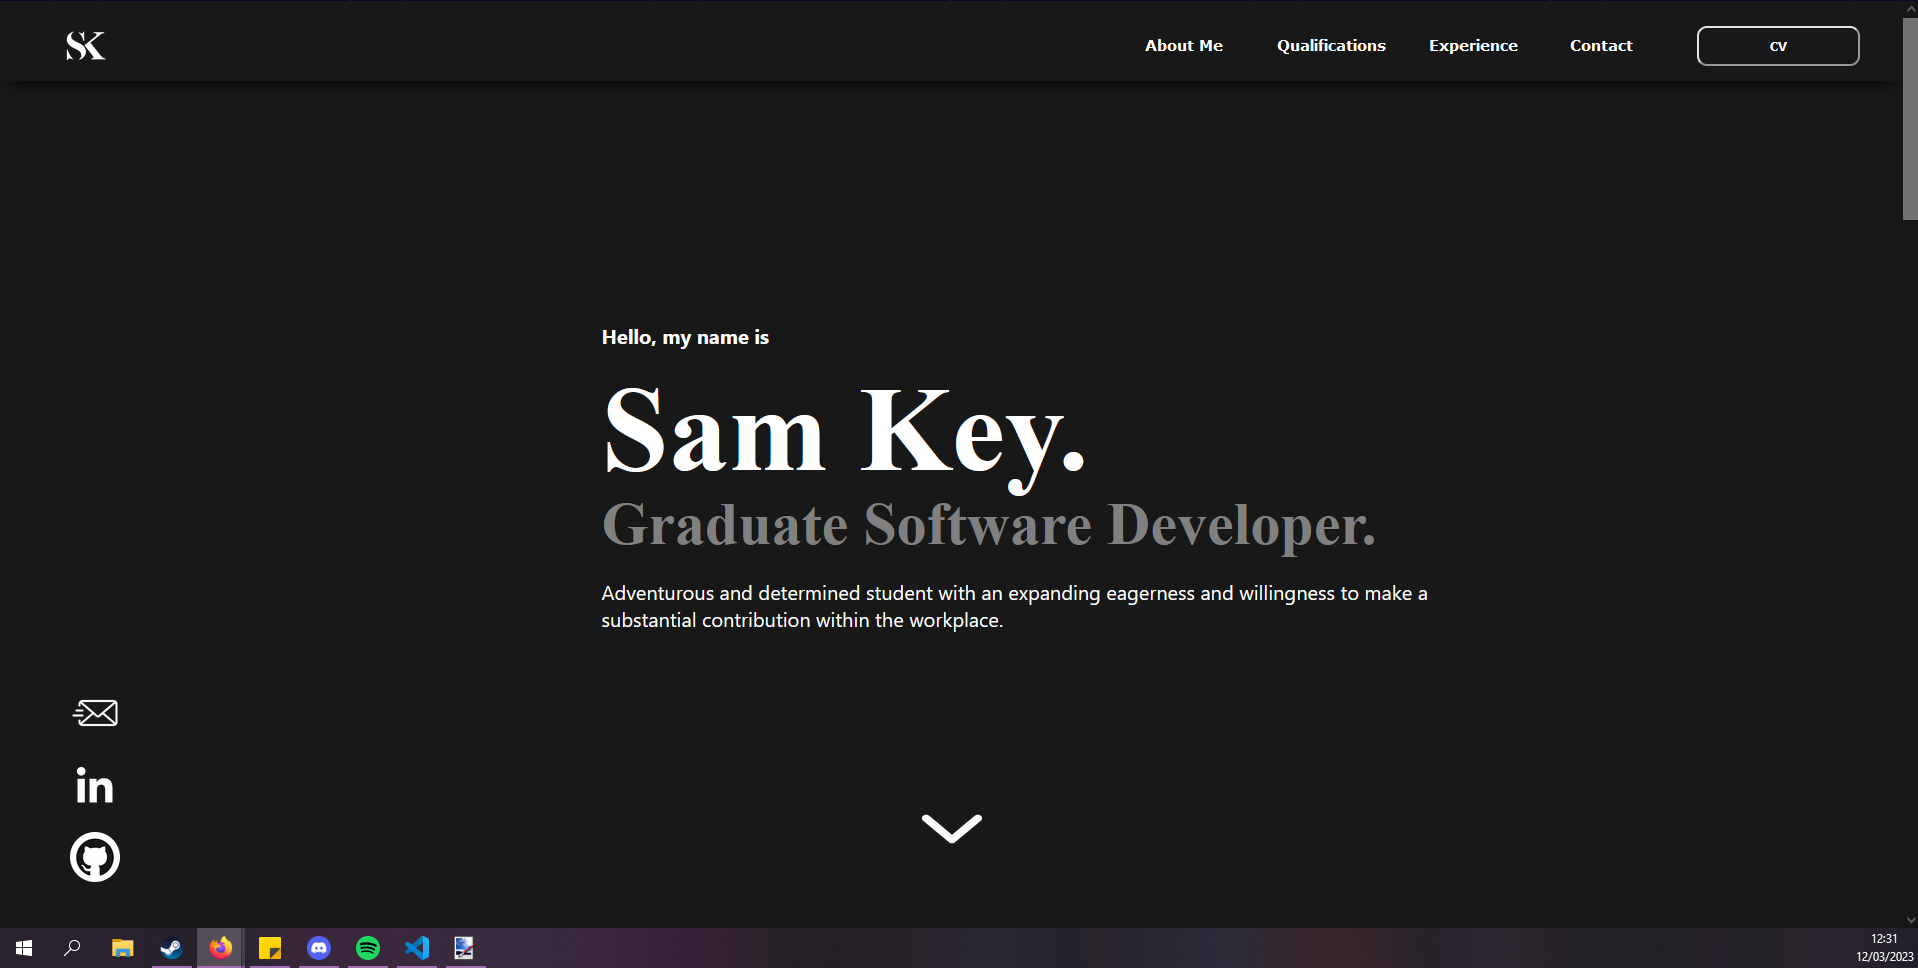 SK
About Me
Qualifications
Experience
Contact
CV
Hello, my name is
Sam Key.
Graduate Software Developer.
Adventurous and determined student with an expanding eagerness and willingness to make a
substantial contribution within the workplace.
in
12:31
12/03/2023